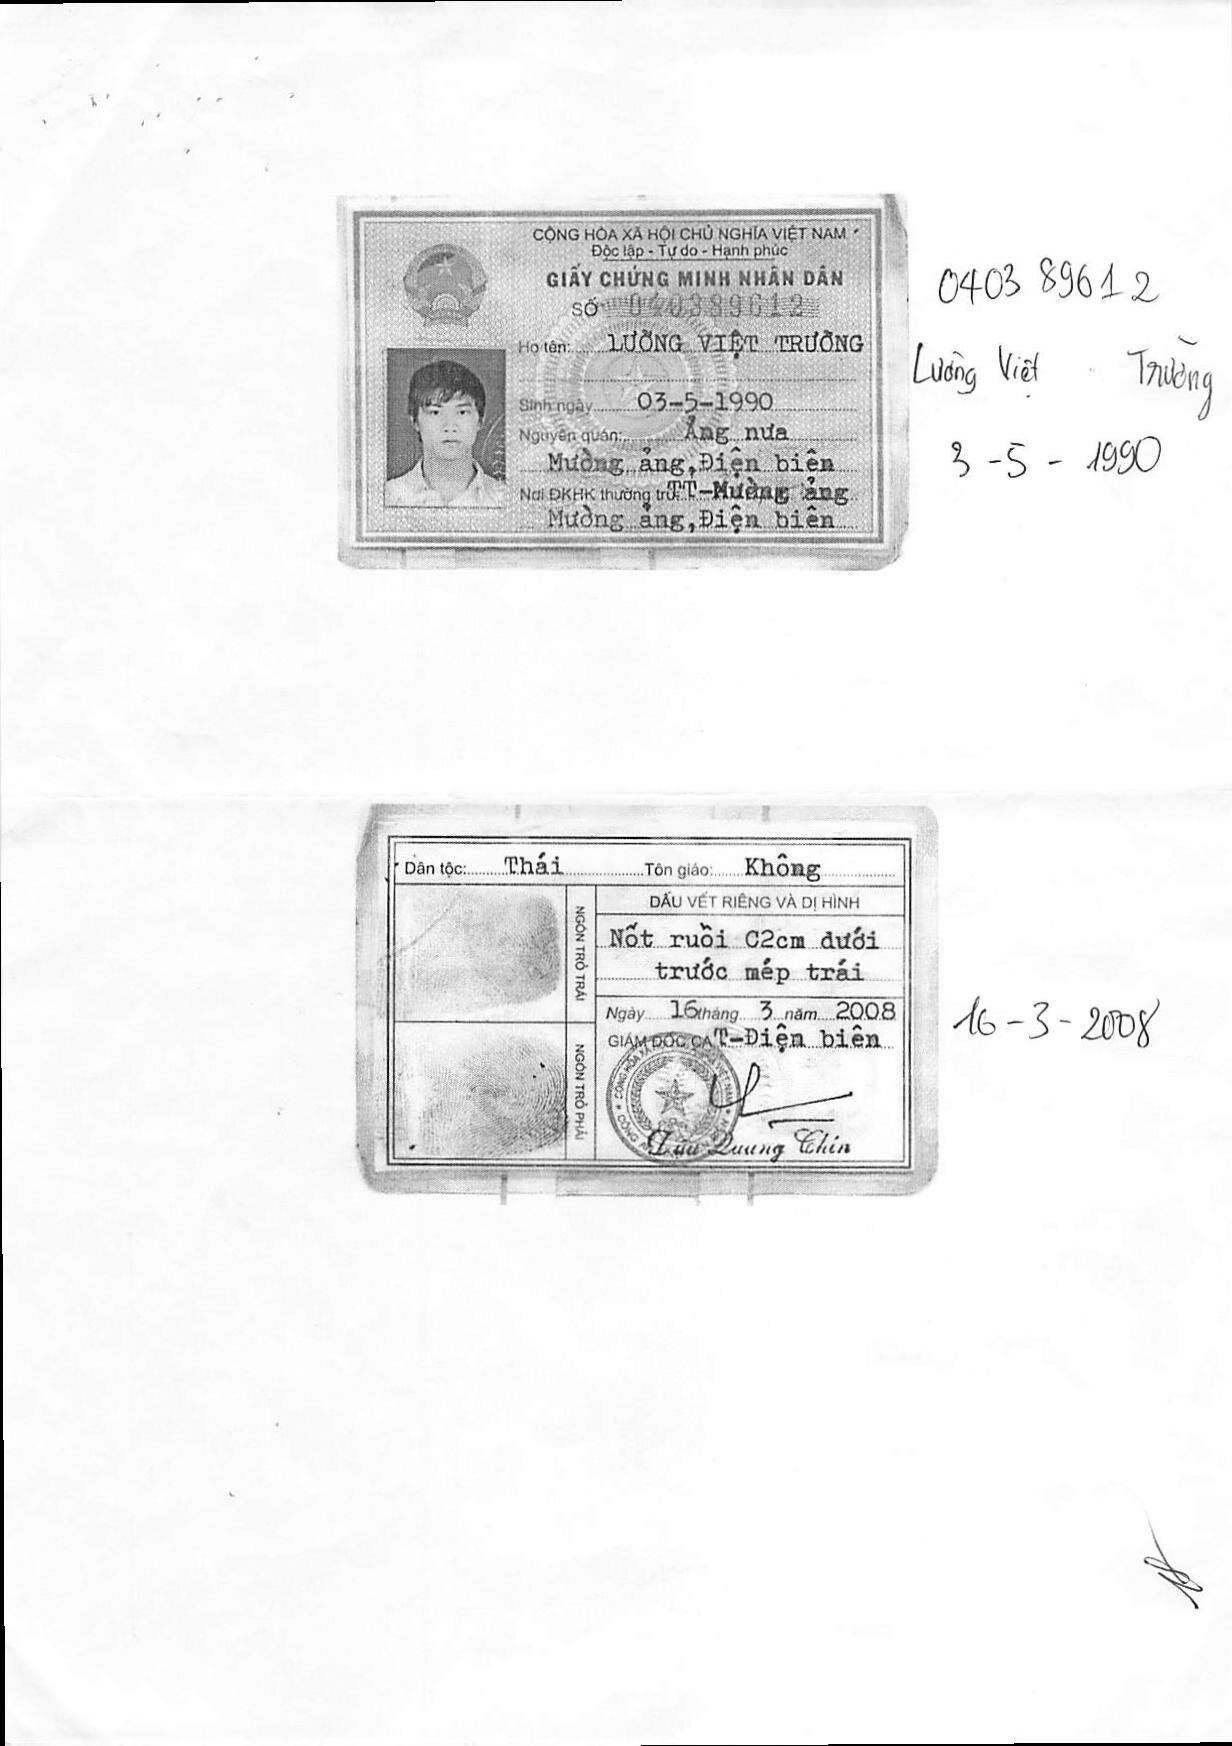 CỘNG HÒA XÃ HỘI CHỦ NGHĨA VIỆT NAM
Độc lập - Tự do - Hạnh phúc
GIẤY CHỨNG MINH NHÂN DÂN
SỐ 040389612
Họ tên: LƯỜNG VIỆT TRƯỜNG
Sinh ngày 03-5-1990
Nguyên quán: Ảng nưa
Mường ảng,Điện biên
Nơi ĐKHK thường trú: TT-Mường ảng
Mường ảng,Điện biên
0403 89612
Lường Việt Trường
3 - 5 - 1990
Dân tộc: Thái Tôn giáo: Không
NGÓN TRỎ TRÁI
NGÓN TRỎ PHẢI
DẤU VẾT RIÊNG VÀ DỊ HÌNH
Nốt ruồi C2cm dưới
trước mép trái
Ngày 16 tháng 3 năm 2008
GIÁM ĐỐC CA T-Điện biên
Quang Chín
16 - 3 - 2008